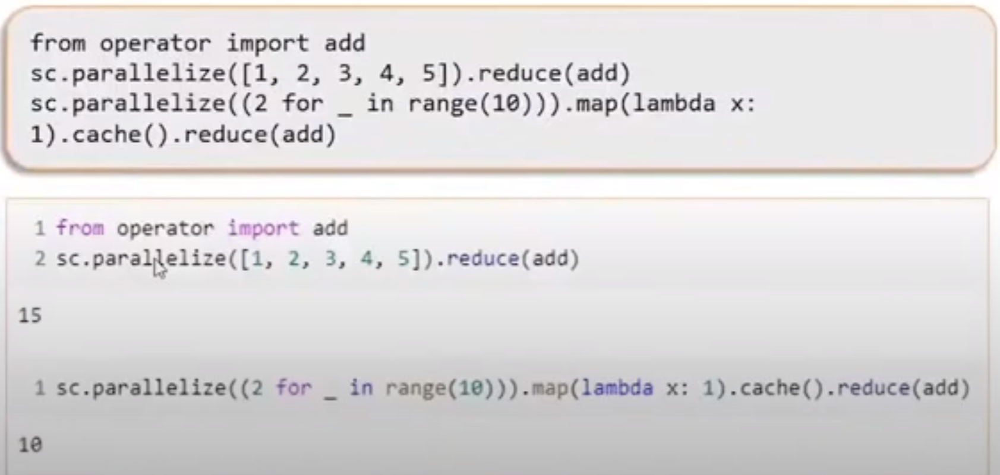 from operator import add
sc.parallelize([1, 2, 3, 4, 5]).reduce(add)
sc.parallelize((2 for _ in range(10))).map(lambda x:
1).cache().reduce(add)
1 from operator import add
2 sc.parallelize([1, 2, 3, 4, 5]).reduce(add)
15
1 sc.parallelize((2 for _ in range(10))).map(lambda x: 1).cache().reduce(add)
10